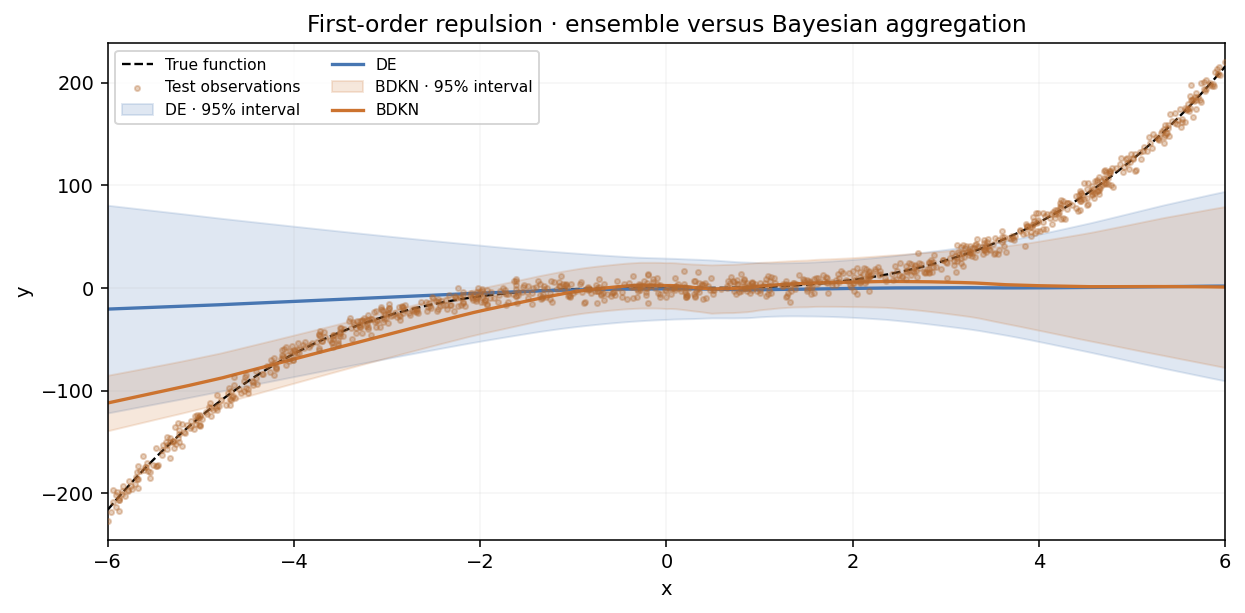 First-order repulsion · ensemble versus Bayesian aggregation
True function
Test observations
DE · 95% interval
DE
BDKN · 95% interval
BDKN
y
200
100
0
−100
−200
−6
−4
−2
0
2
4
6
x